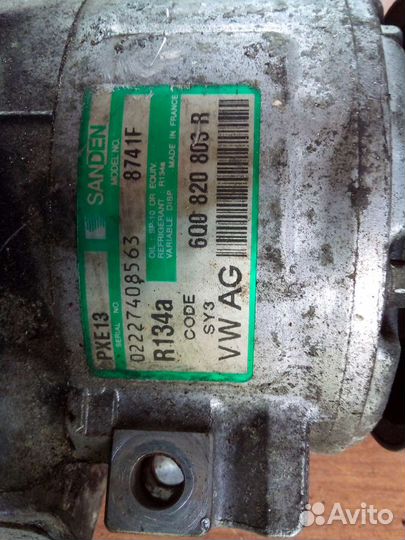 SANDEN
MODEL NO.
8741F
OIL : SP-10 OR EQUIV.
REFRIGERANT : R134a
VARIABLE DISP.
MADE IN FRANCE
6Q0 820 803 R
PXE13
SERIAL NO.
02227408563
R134a
CODE
SY3
VW AG
Avito